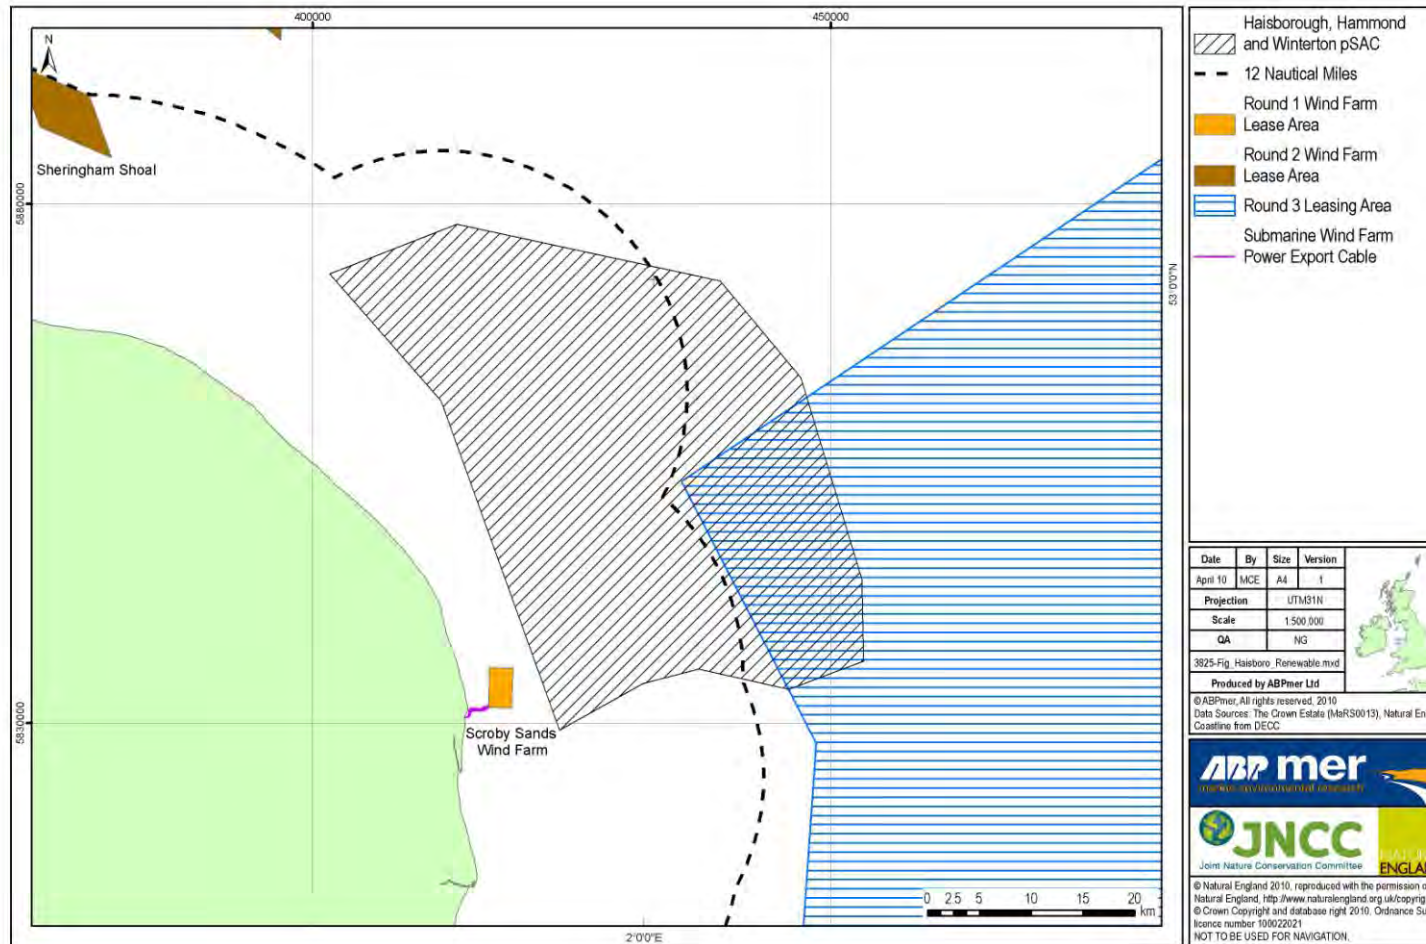 400000
450000
N
Sheringham Shoal
5880000
53°0'0"N
5830000
Scroby Sands
Wind Farm
0 2.5 5 10 15 20
km
2°0'0"E
Haisborough, Hammond
and Winterton pSAC
12 Nautical Miles
Round 1 Wind Farm
Lease Area
Round 2 Wind Farm
Lease Area
Round 3 Leasing Area
Submarine Wind Farm
Power Export Cable
Date By Size Version
April 10 MCE A4 1
Projection UTM31N
Scale 1:500,000
QA NG
3825-Fig_Haisboro_Renewable.mxd
Produced by ABPmer Ltd
© ABPmer, All rights reserved, 2010
Data Sources: The Crown Estate (MaRS0013), Natural En
Coastline from DECC
ABP mer
marine environmental research
JNCC
Joint Nature Conservation Committee
NATUR
ENGLA
© Natural England 2010, reproduced with the permission o
Natural England, http://www.naturalengland.org.uk/copyrig
© Crown Copyright and database right 2010. Ordnance Su
licence number 100022021
NOT TO BE USED FOR NAVIGATION.